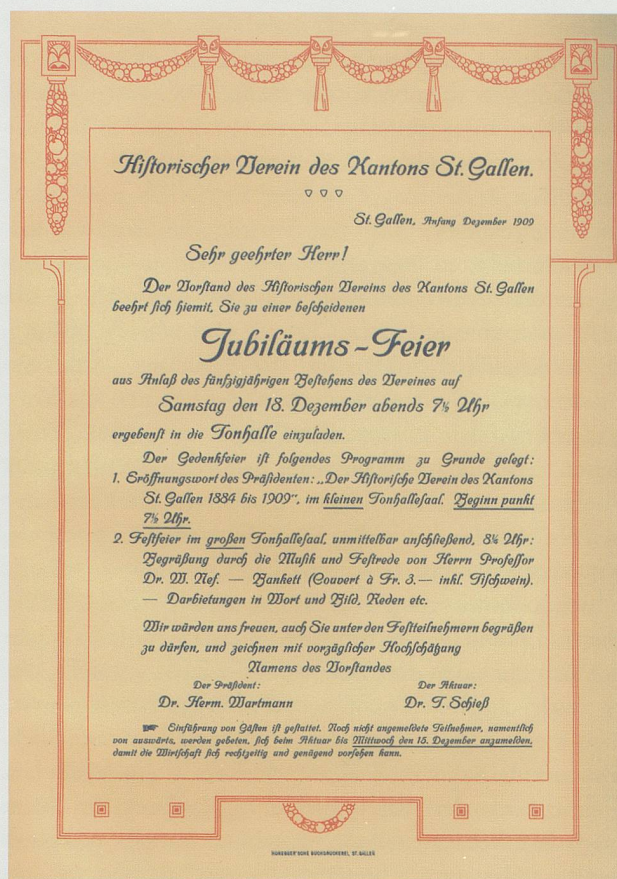 Historischer Verein des Kantons St. Gallen.
St. Gallen, Anfang Dezember 1909
Sehr geehrter Herr!
Der Vorstand des Historischen Vereins des Kantons St. Gallen
beehrt sich hiemit, Sie zu einer bescheidenen
Jubiläums-Feier
aus Anlaß des fünfzigjährigen Bestehens des Vereines auf
Samstag den 18. Dezember abends 7½ Uhr
ergebenst in die Tonhalle einzuladen.
Der Gedenkfeier ist folgendes Programm zu Grunde gelegt:
1. Eröffnungswort des Präsidenten: „Der Historische Verein des Kantons
St. Gallen 1884 bis 1909", im kleinen Tonhallesaal. Beginn punkt
7½ Uhr.
2. Festfeier im großen Tonhallesaal, unmittelbar anschließend, 8¼ Uhr:
Begrüßung durch die Musik und Festrede von Herrn Professor
Dr. W. Nef. — Bankett (Couvert à Fr. 3.— inkl. Tischwein).
— Darbietungen in Wort und Bild, Reden etc.
Wir würden uns freuen, auch Sie unter den Festteilnehmern begrüßen
zu dürfen, und zeichnen mit vorzüglicher Hochschätzung
Namens des Vorstandes
Der Präsident: Der Aktuar:
Dr. Herm. Wartmann Dr. T. Schieß
☛ Einführung von Gästen ist gestattet. Noch nicht angemeldete Teilnehmer, namentlich
von auswärts, werden gebeten, sich beim Aktuar bis Mittwoch den 15. Dezember anzumelden,
damit die Wirtschaft sich rechtzeitig und genügend vorsehen kann.
BUCHDRUCKEREI, ST. GALLEN